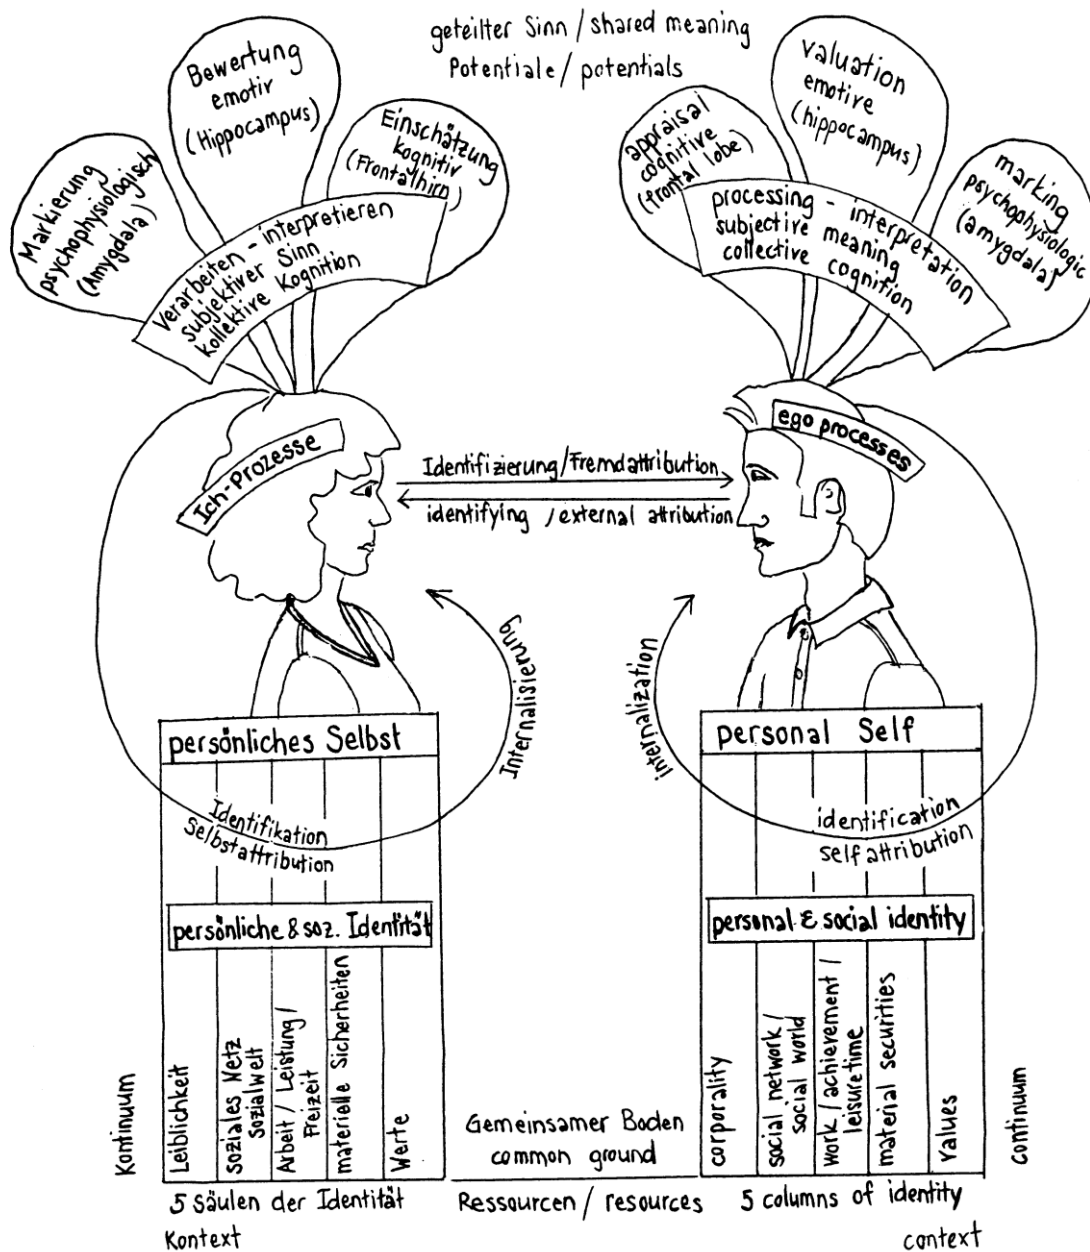 geteilter Sinn / shared meaning
Potentiale / potentials
Markierung
psychophysiologisch
(Amygdala)
Bewertung
emotiv
(Hippocampus)
Einschätzung
kognitiv
(Frontalhirn)
Verarbeiten - interpretieren
subjektiver Sinn
kollektive Kognition
appraisal
cognitive
(frontal lobe)
valuation
emotive
(hippocampus)
marking
psychophysiologic
(amygdala)
processing - interpretation
subjective meaning
collective cognition
Ich-Prozesse
ego processes
Identifizierung/Fremdattribution
identifying / external attribution
Internalisierung
internalization
persönliches Selbst
Identifikation
Selbstattribution
persönliche & soz. Identität
Kontinuum
Leiblichkeit
soziales Netz
Sozialwelt
Arbeit / Leistung /
Freizeit
materielle Sicherheiten
Werte
5 Säulen der Identität
Kontext
Gemeinsamer Boden
common ground
Ressourcen / resources
personal Self
identification
self attribution
personal & social identity
corporality
social network /
social world
work / achievement /
leisuretime
material securities
values
continuum
5 columns of identity
context